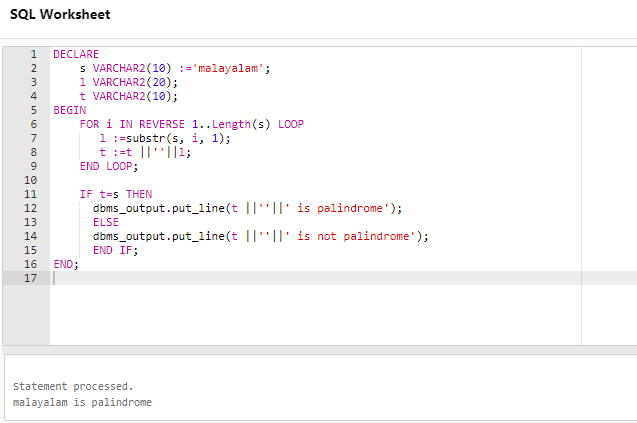 SQL Worksheet
1 DECLARE
2 s VARCHAR2(10) :='malayalam';
3 l VARCHAR2(20);
4 t VARCHAR2(10);
5 BEGIN
6 FOR i IN REVERSE 1..Length(s) LOOP
7 l :=substr(s, i, 1);
8 t :=t ||''||l;
9 END LOOP;
10
11 IF t=s THEN
12 dbms_output.put_line(t ||''||' is palindrome');
13 ELSE
14 dbms_output.put_line(t ||''||' is not palindrome');
15 END IF;
16 END;
17
Statement processed.
malayalam is palindrome